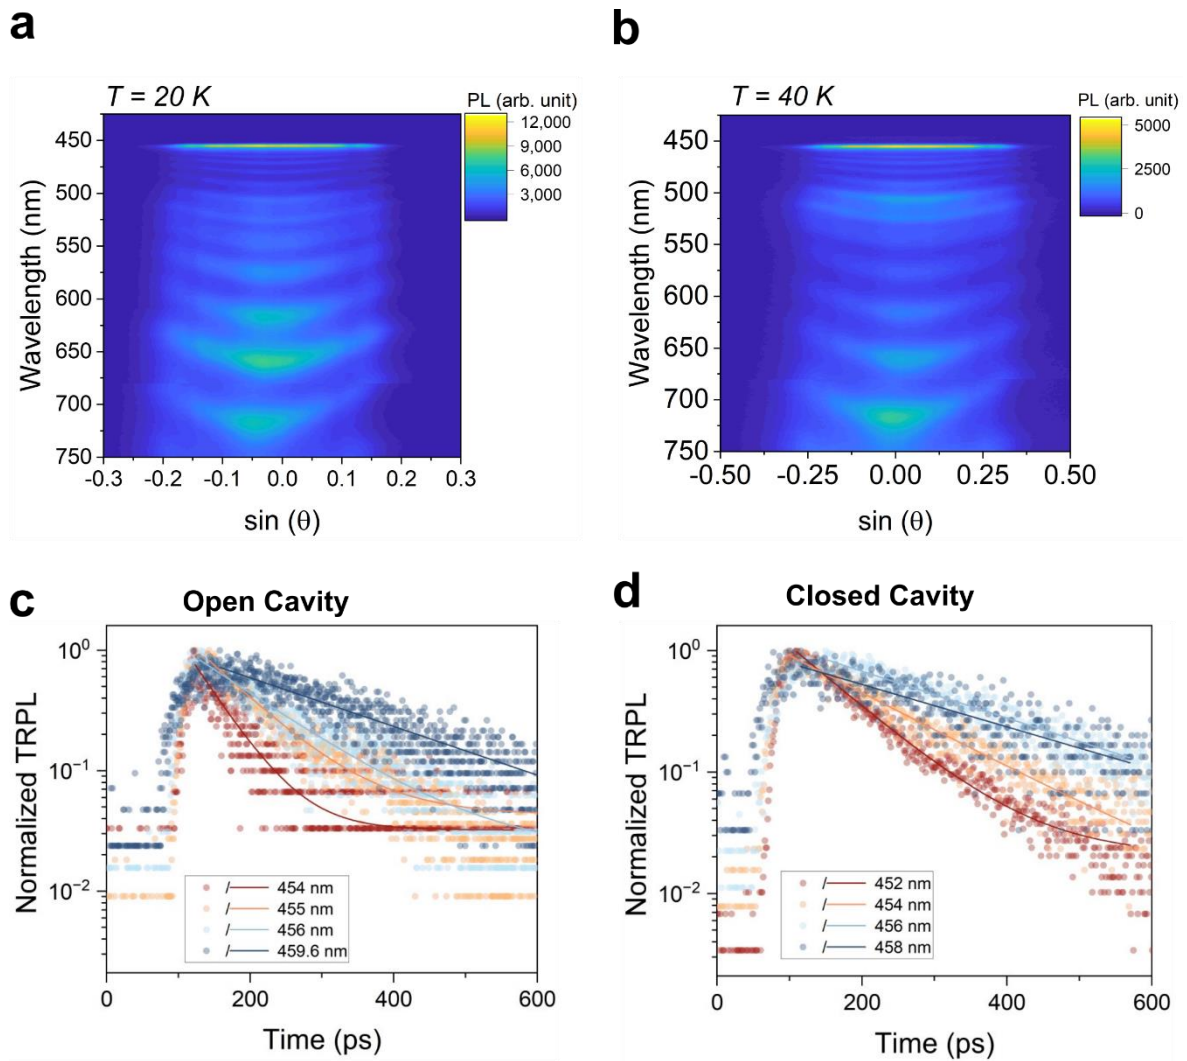 a
T = 20 K
PL (arb. unit)
12,000
9,000
6,000
3,000
450
500
550
600
650
700
750
Wavelength (nm)
-0.3 -0.2 -0.1 0.0 0.1 0.2 0.3
sin (θ)
b
T = 40 K
PL (arb. unit)
5000
2500
0
450
500
550
600
650
700
750
Wavelength (nm)
-0.50 -0.25 0.00 0.25 0.50
sin (θ)
c
Open Cavity
10⁰
10⁻¹
10⁻²
Normalized TRPL
/ 454 nm
/ 455 nm
/ 456 nm
/ 459.6 nm
0 200 400 600
Time (ps)
d
Closed Cavity
10⁰
10⁻¹
10⁻²
Normalized TRPL
/ 452 nm
/ 454 nm
/ 456 nm
/ 458 nm
0 200 400 600
Time (ps)